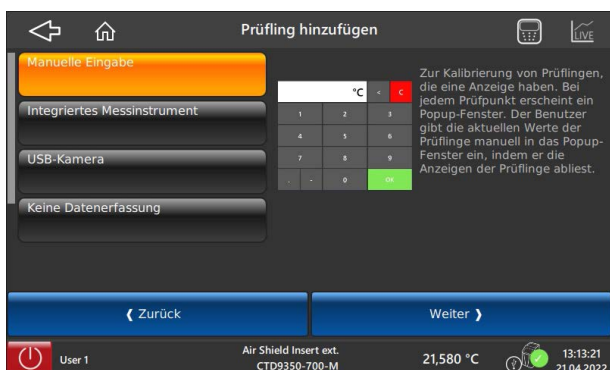 Prüfling hinzufügen
LIVE
Manuelle Eingabe
Integriertes Messinstrument
USB-Kamera
Keine Datenerfassung
°C < C
1 2 3
4 5 6
7 8 9
. - 0 OK
Zur Kalibrierung von Prüflingen,
die eine Anzeige haben. Bei
jedem Prüfpunkt erscheint ein
Popup-Fenster. Der Benutzer
gibt die aktuellen Werte der
Prüflinge manuell in das Popup-
Fenster ein, indem er die
Anzeigen der Prüflinge abliest.
❬ Zurück
Weiter ❭
User 1
Air Shield Insert ext.
CTD9350-700-M
21,580 °C
13:13:21
21.04.2022